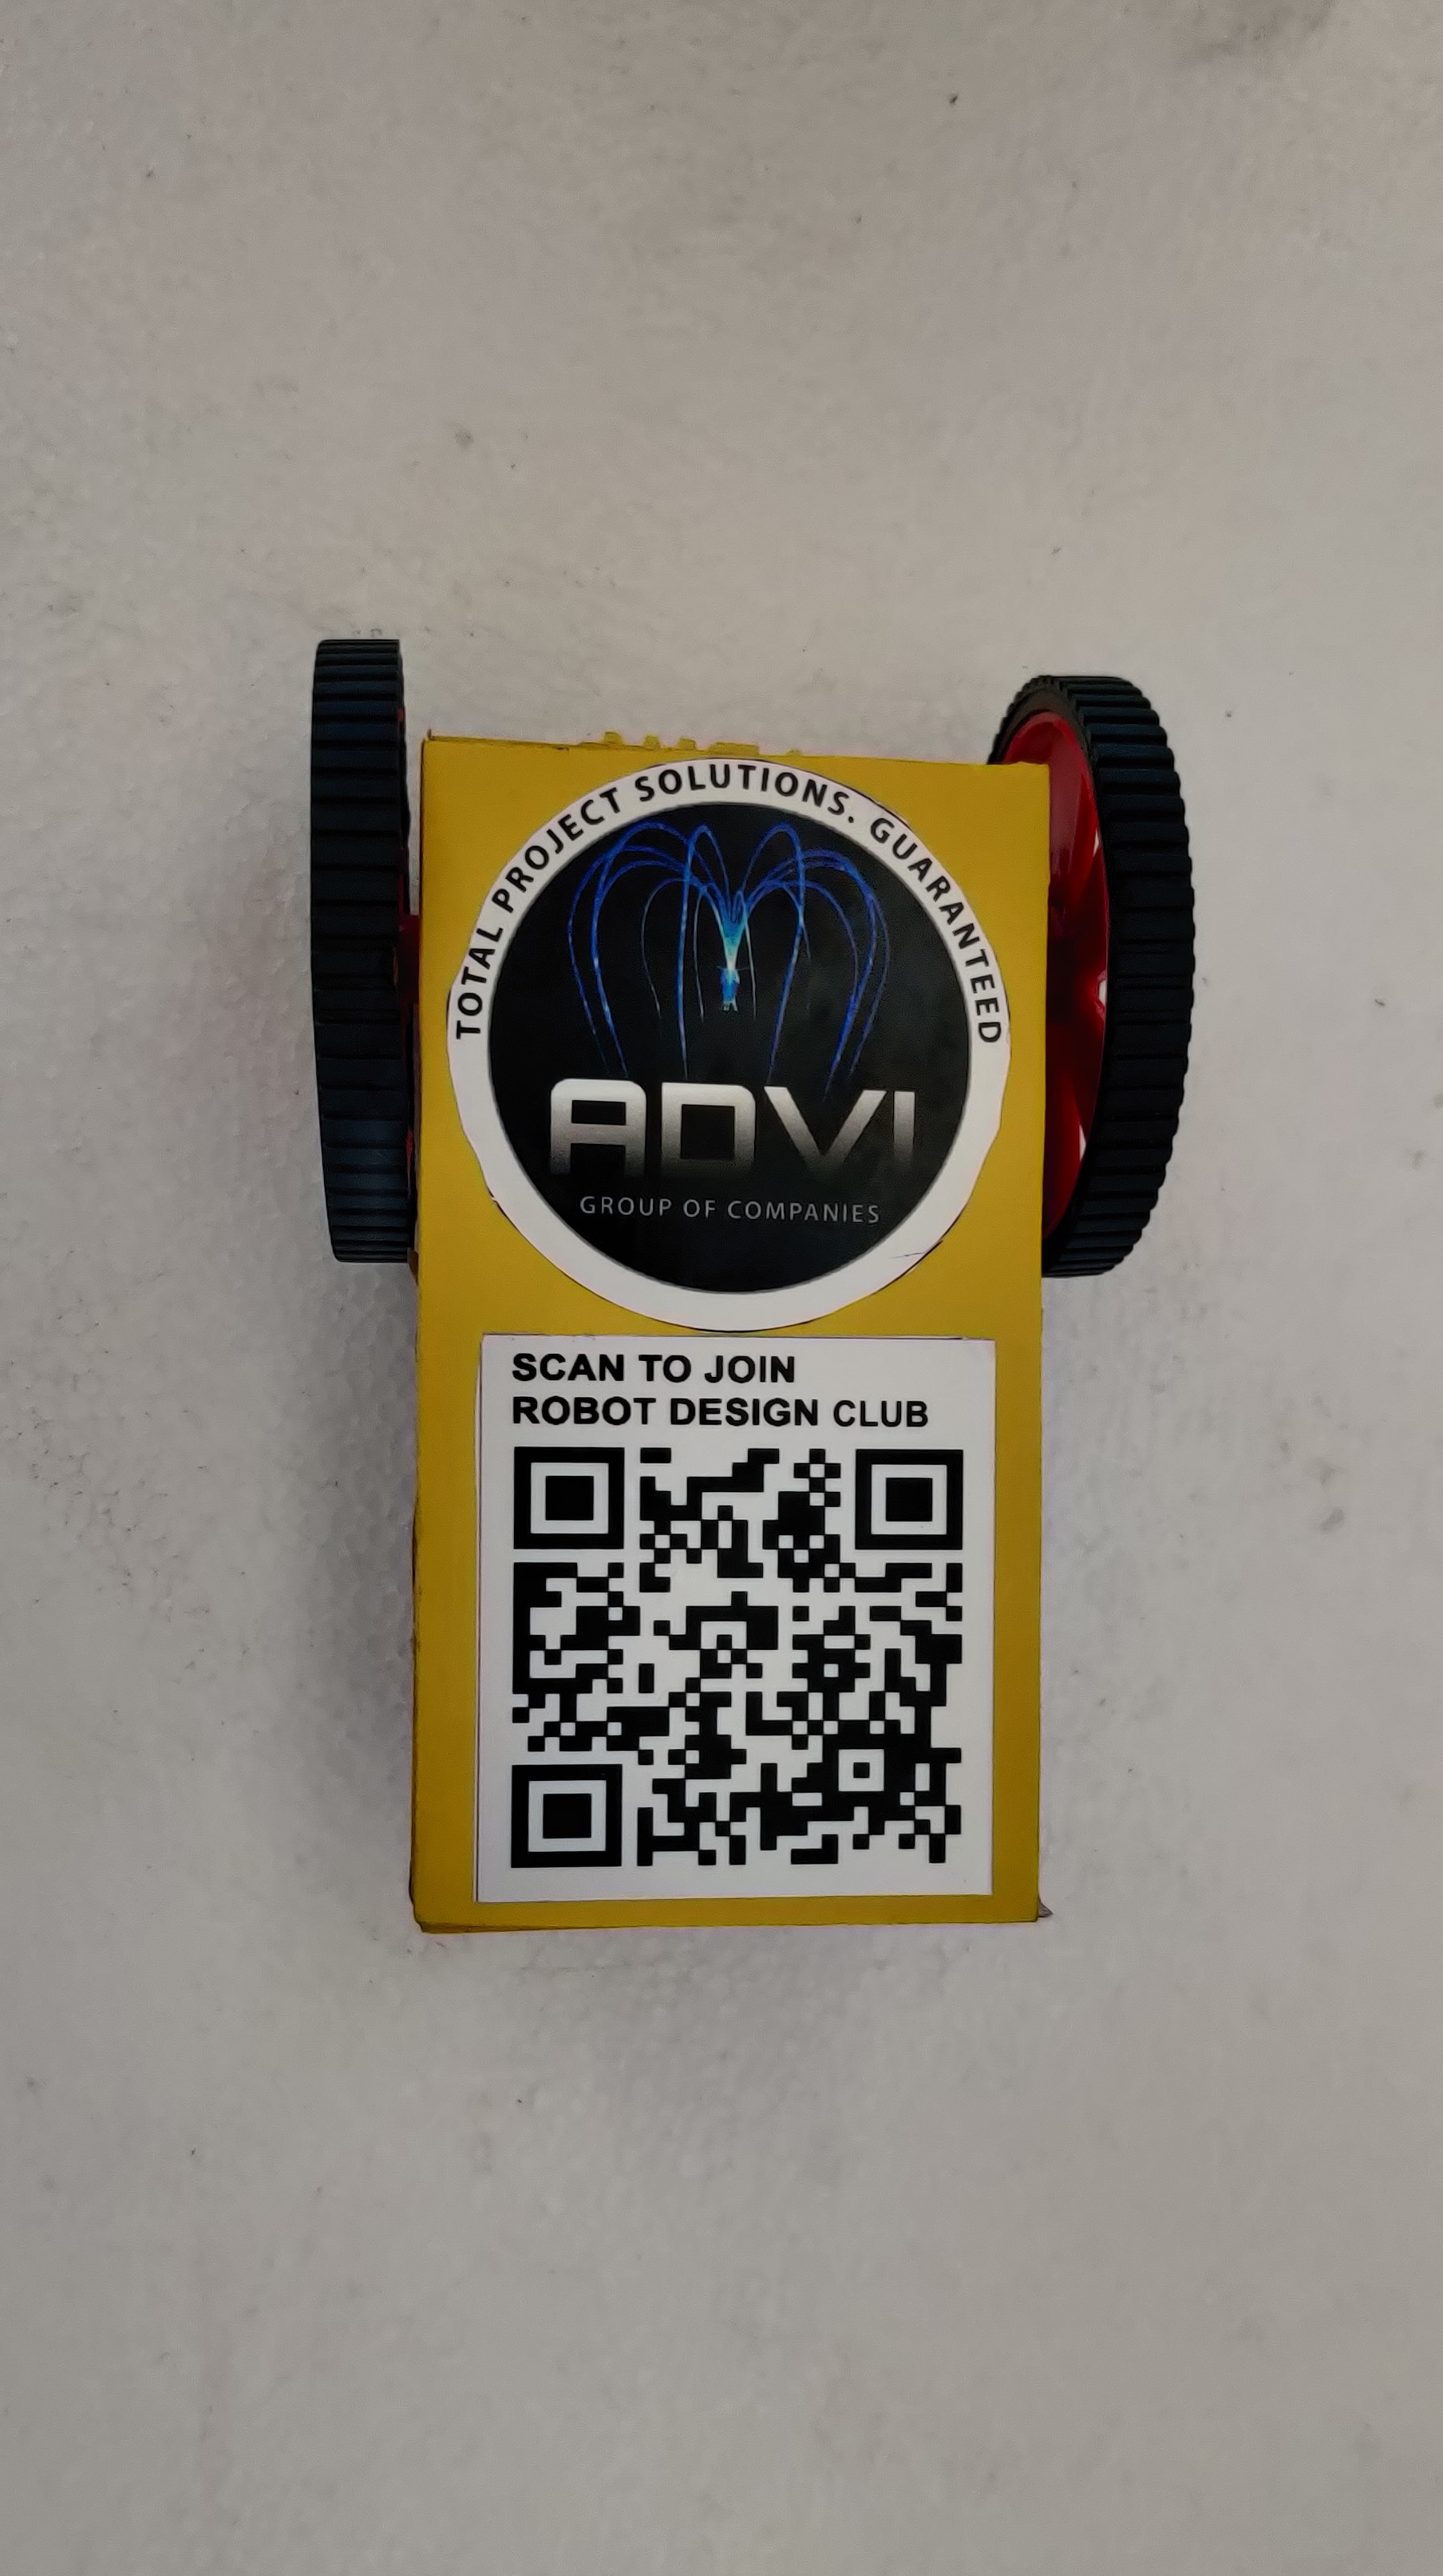 TOTAL PROJECT SOLUTIONS. GUARANTEED
ADVI
GROUP OF COMPANIES
SCAN TO JOIN
ROBOT DESIGN CLUB